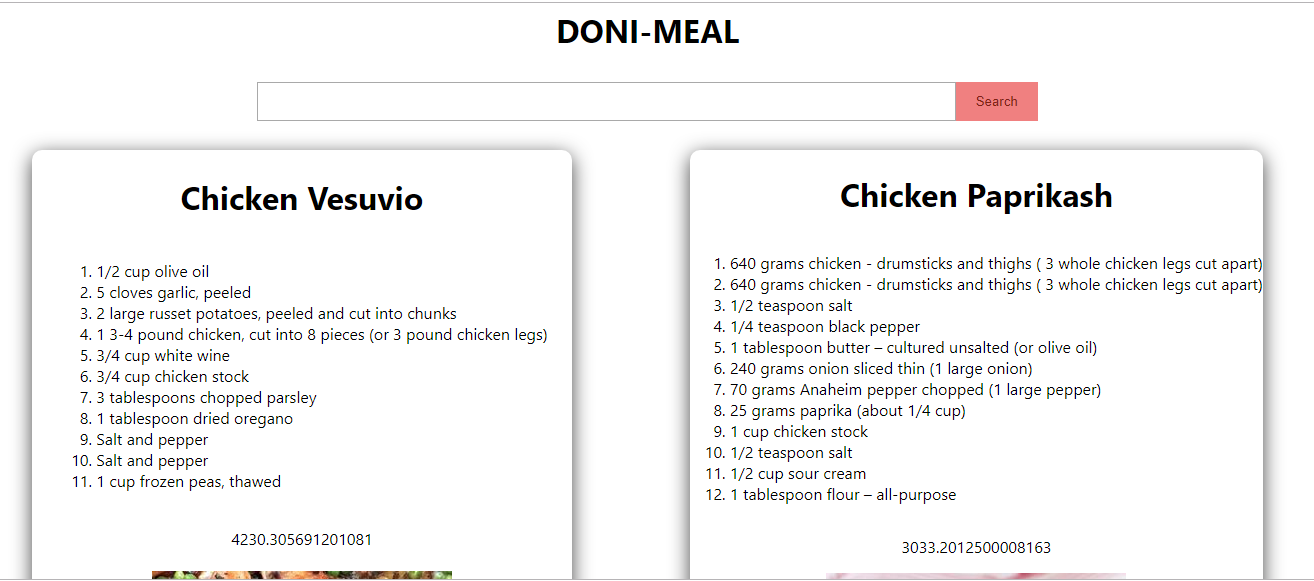 DONI-MEAL
Search
Chicken Vesuvio
1. 1/2 cup olive oil
2. 5 cloves garlic, peeled
3. 2 large russet potatoes, peeled and cut into chunks
4. 1 3-4 pound chicken, cut into 8 pieces (or 3 pound chicken legs)
5. 3/4 cup white wine
6. 3/4 cup chicken stock
7. 3 tablespoons chopped parsley
8. 1 tablespoon dried oregano
9. Salt and pepper
10. Salt and pepper
11. 1 cup frozen peas, thawed
4230.305691201081
Chicken Paprikash
1. 640 grams chicken - drumsticks and thighs ( 3 whole chicken legs cut apart)
2. 640 grams chicken - drumsticks and thighs ( 3 whole chicken legs cut apart)
3. 1/2 teaspoon salt
4. 1/4 teaspoon black pepper
5. 1 tablespoon butter – cultured unsalted (or olive oil)
6. 240 grams onion sliced thin (1 large onion)
7. 70 grams Anaheim pepper chopped (1 large pepper)
8. 25 grams paprika (about 1/4 cup)
9. 1 cup chicken stock
10. 1/2 teaspoon salt
11. 1/2 cup sour cream
12. 1 tablespoon flour – all-purpose
3033.2012500008163